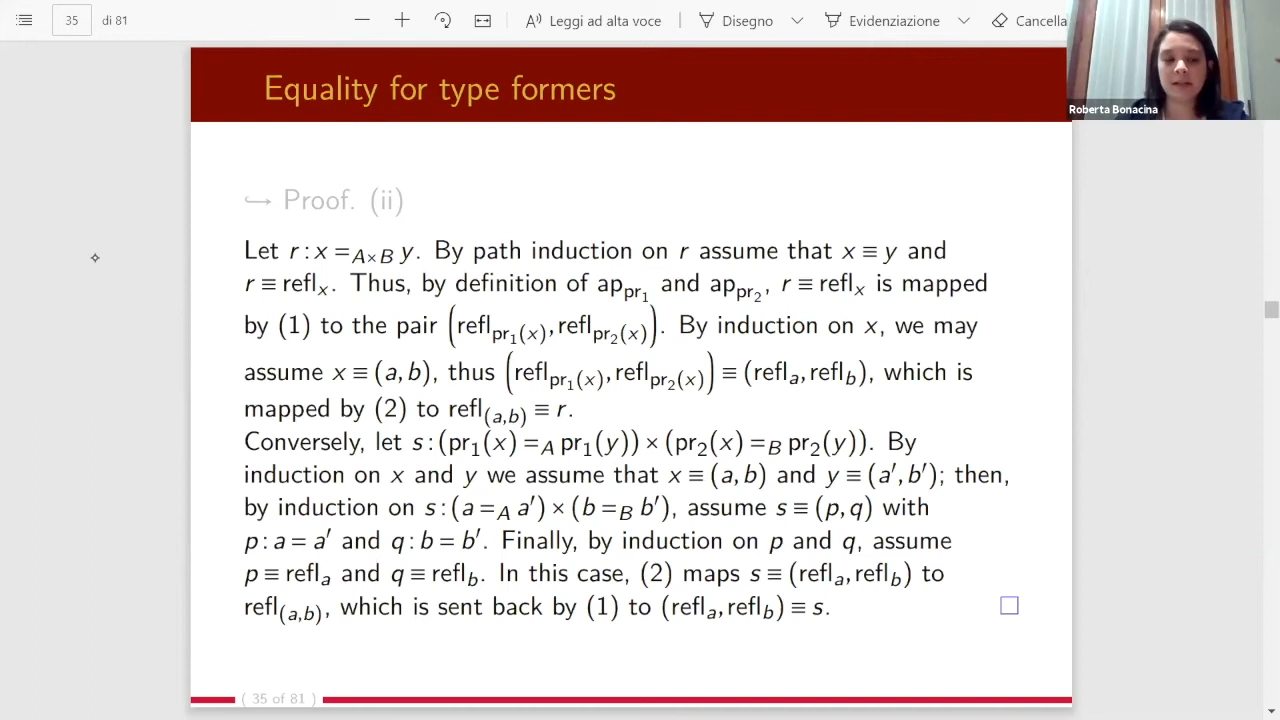 35 di 81 Leggi ad alta voce Disegno Evidenziazione Cancella
Roberta Bonacina
Equality for type formers
↪ Proof. (ii)
Let r : x =_{A×B} y. By path induction on r assume that x ≡ y and
r ≡ refl_x. Thus, by definition of ap_{pr_1} and ap_{pr_2}, r ≡ refl_x is mapped
by (1) to the pair (refl_{pr_1(x)}, refl_{pr_2(x)}). By induction on x, we may
assume x ≡ (a, b), thus (refl_{pr_1(x)}, refl_{pr_2(x)}) ≡ (refl_a, refl_b), which is
mapped by (2) to refl_{(a,b)} ≡ r.
Conversely, let s : (pr_1(x) =_A pr_1(y)) × (pr_2(x) =_B pr_2(y)). By
induction on x and y we assume that x ≡ (a, b) and y ≡ (a′, b′); then,
by induction on s : (a =_A a′) × (b =_B b′), assume s ≡ (p, q) with
p : a = a′ and q : b = b′. Finally, by induction on p and q, assume
p ≡ refl_a and q ≡ refl_b. In this case, (2) maps s ≡ (refl_a, refl_b) to
refl_{(a,b)}, which is sent back by (1) to (refl_a, refl_b) ≡ s. □
( 35 of 81 )